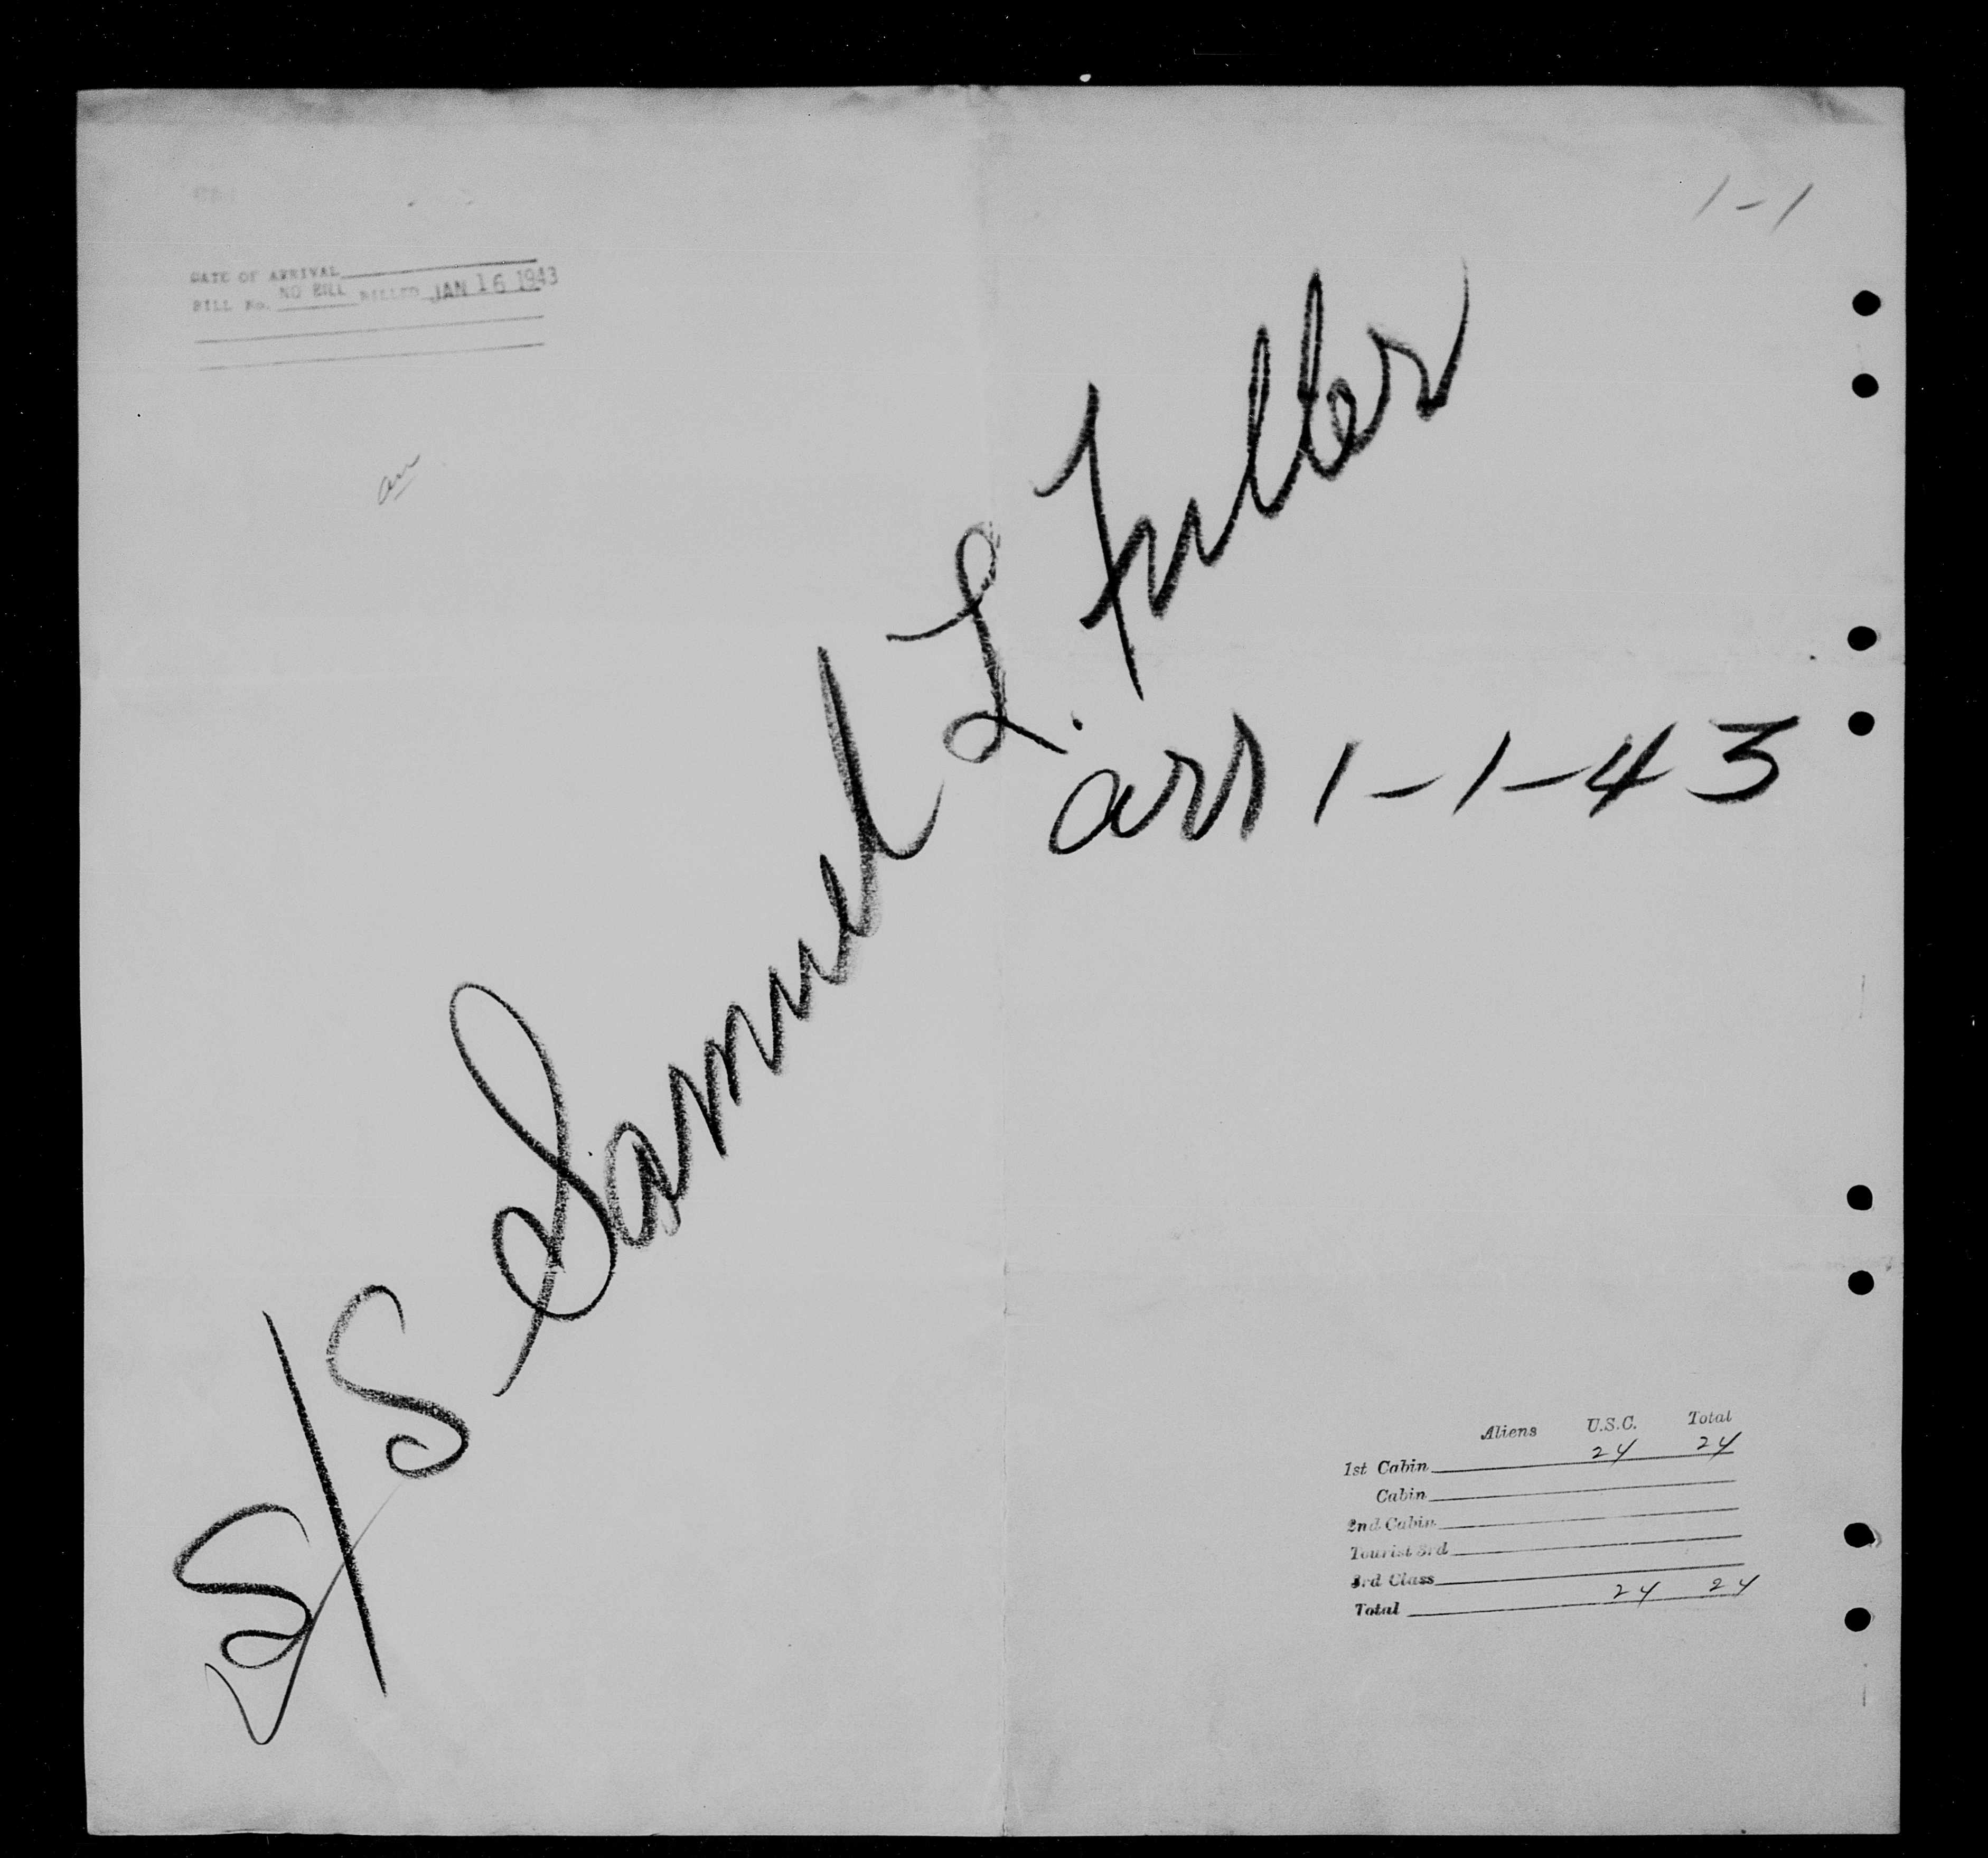 1-1
DATE OF ARRIVAL
BILL No. NO BILL BILLED JAN 16 1943
S/S Samuel L. Fuller
arr 1-1-43
Aliens U.S.C. Total
1st Cabin 24 24
Cabin
2nd Cabin
Tourist 3rd
3rd Class
Total 24 24